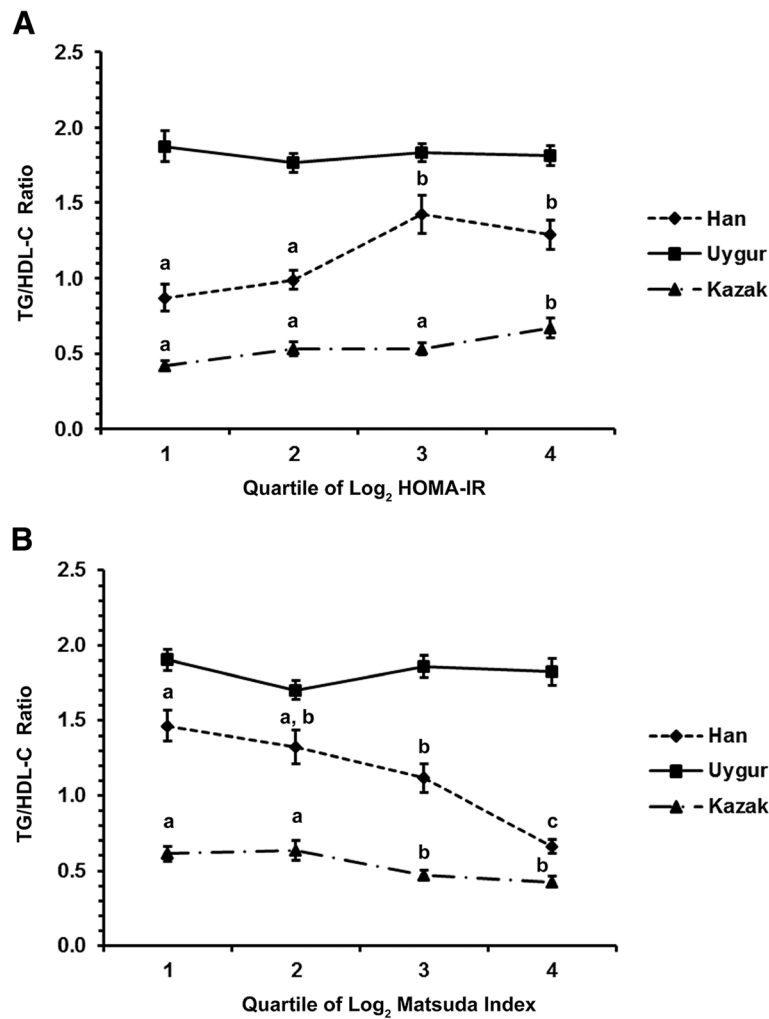 A
TG/HDL-C Ratio
2.5
2.0
1.5
1.0
0.5
0.0
a
a
b
b
a
a
a
b
1 2 3 4
Quartile of Log2 HOMA-IR
Han
Uygur
Kazak
B
TG/HDL-C Ratio
2.5
2.0
1.5
1.0
0.5
0.0
a
a, b
b
c
a
a
b
b
1 2 3 4
Quartile of Log2 Matsuda Index
Han
Uygur
Kazak